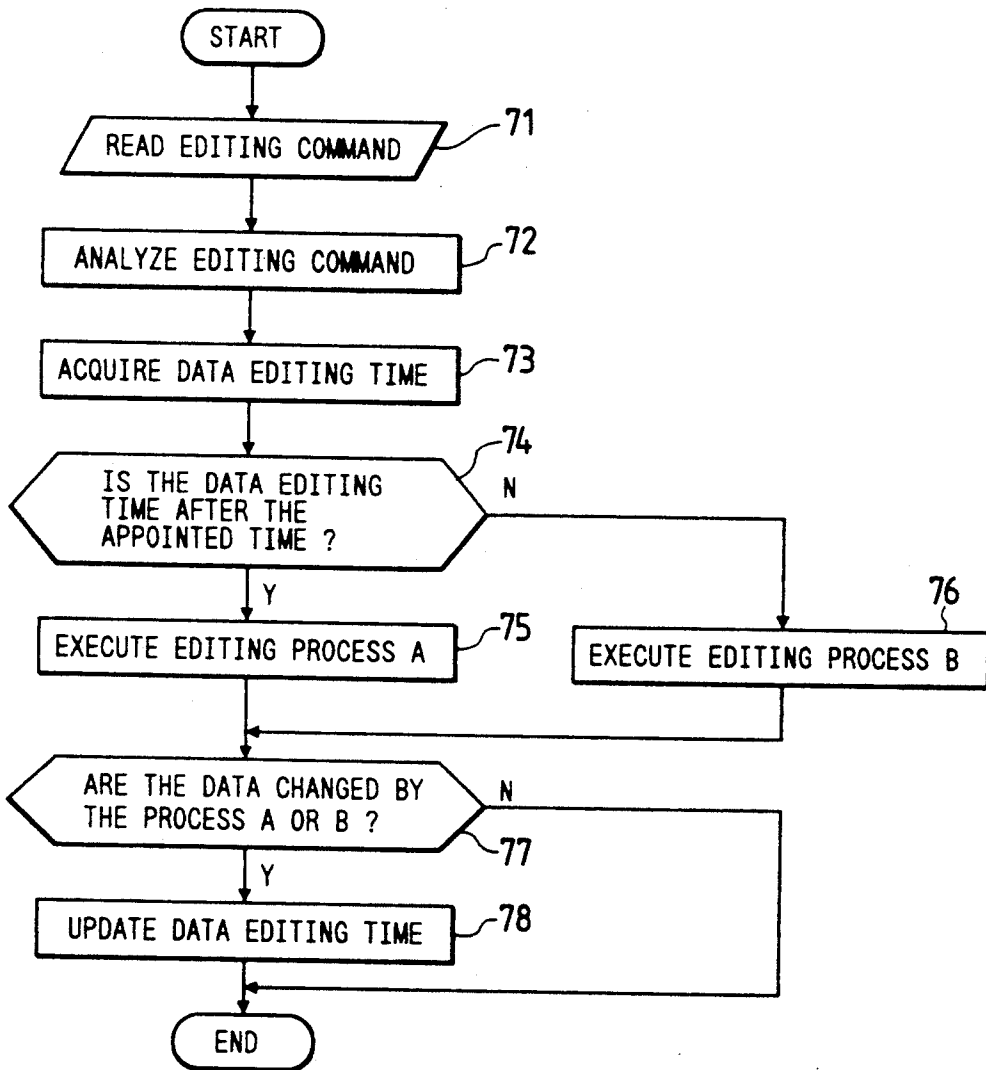 START
READ EDITING COMMAND
71
ANALYZE EDITING COMMAND
72
ACQUIRE DATA EDITING TIME
73
74
IS THE DATA EDITING
TIME AFTER THE
APPOINTED TIME ?
N
Y
EXECUTE EDITING PROCESS A
75
76
EXECUTE EDITING PROCESS B
ARE THE DATA CHANGED BY
THE PROCESS A OR B ?
N
77
Y
UPDATE DATA EDITING TIME
78
END